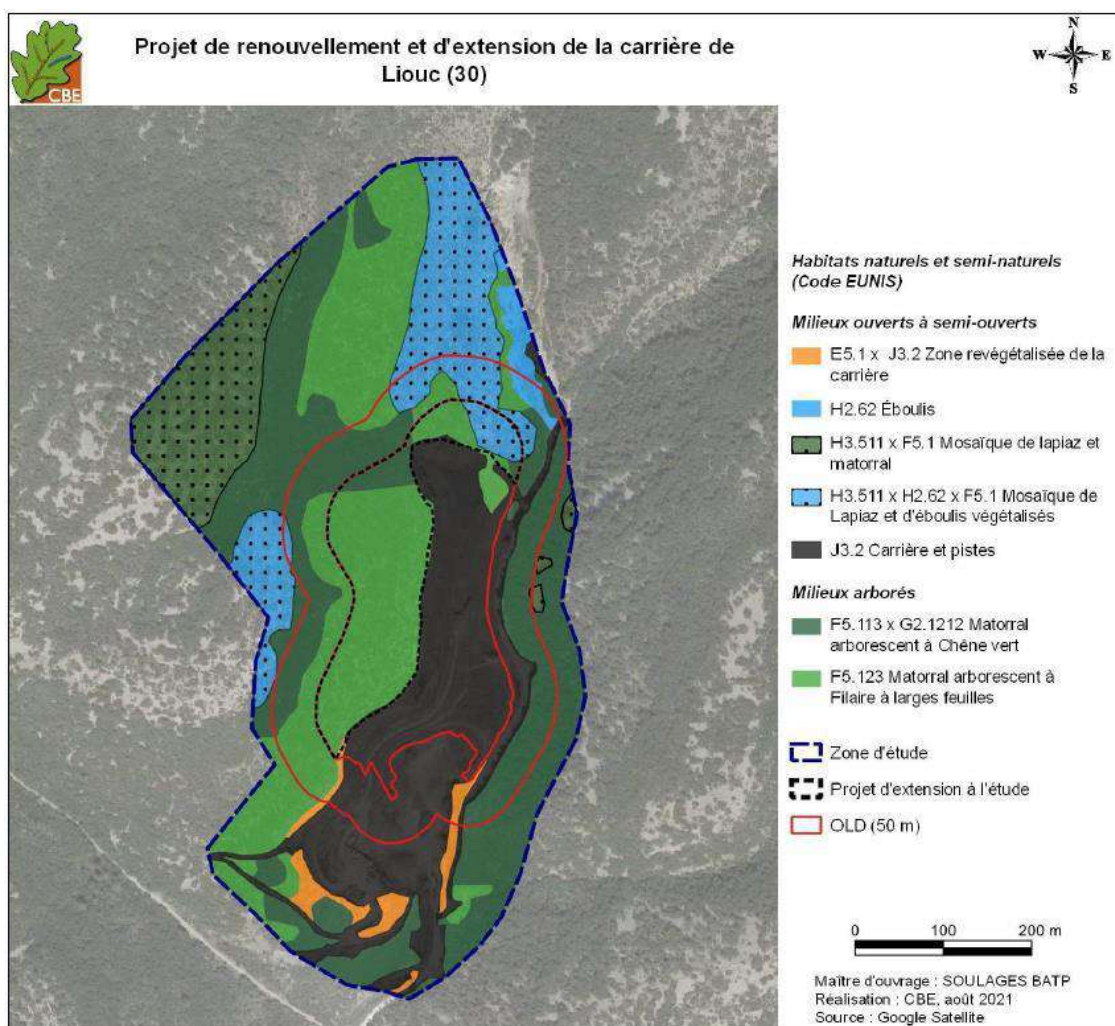 Projet de renouvellement et d'extension de la carrière de
Liouc (30)
CBE
N
W
E
S
Habitats naturels et semi-naturels
(Code EUNIS)
Milieux ouverts à semi-ouverts
E5.1 x J3.2 Zone revégétalisée de la
carrière
H2.62 Éboulis
H3.511 x F5.1 Mosaïque de lapiaz et
matorral
H3.511 x H2.62 x F5.1 Mosaïque de
Lapiaz et d'éboulis végétalisés
J3.2 Carrière et pistes
Milieux arborés
F5.113 x G2.1212 Matorral
arborescent à Chêne vert
F5.123 Matorral arborescent à
Filaire à larges feuilles
Zone d'étude
Projet d'extension à l'étude
OLD (50 m)
0 100 200 m
Maître d'ouvrage : SOULAGES BATP
Réalisation : CBE, août 2021
Source : Google Satellite